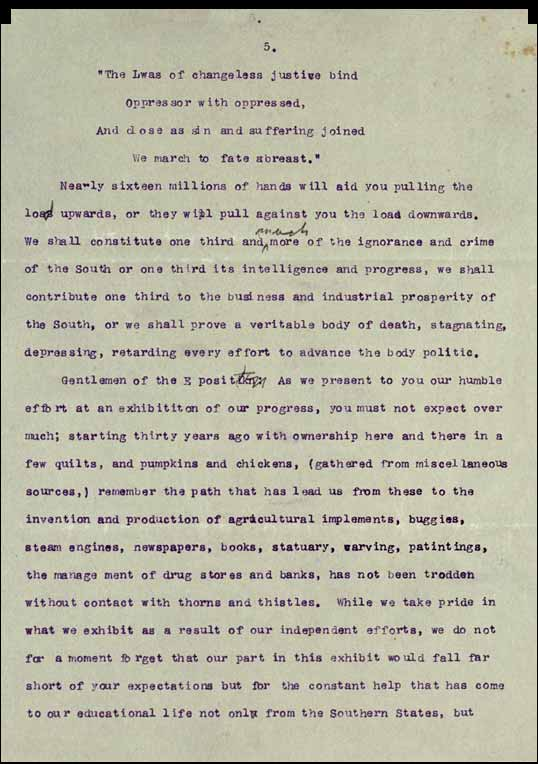 5.
"The Lwas of changeless justive bind
Oppressor with oppressed,
And close as sin and suffering joined
We march to fate abreast."
Nearly sixteen millions of hands will aid you pulling the
load upwards, or they will pull against you the load downwards.
We shall constitute one third and much more of the ignorance and crime
of the South or one third its intelligence and progress, we shall
contribute one third to the business and industrial prosperity of
the South, or we shall prove a veritable body of death, stagnating,
depressing, retarding every effort to advance the body politic.
Gentlemen of the E position As we present to you our humble
effort at an exhibititon of our progress, you must not expect over
much; starting thirty years ago with ownership here and there in a
few quilts, and pumpkins and chickens, (gathered from miscellaneous
sources,) remember the path that has lead us from these to the
invention and production of agricultural implements, buggies,
steam engines, newspapers, books, statuary, carving, patintings,
the manage ment of drug stores and banks, has not been trodden
without contact with thorns and thistles. While we take pride in
what we exhibit as a result of our independent efforts, we do not
for a moment forget that our part in this exhibit would fall far
short of your expectations but for the constant help that has come
to our educational life not only from the Southern States, but